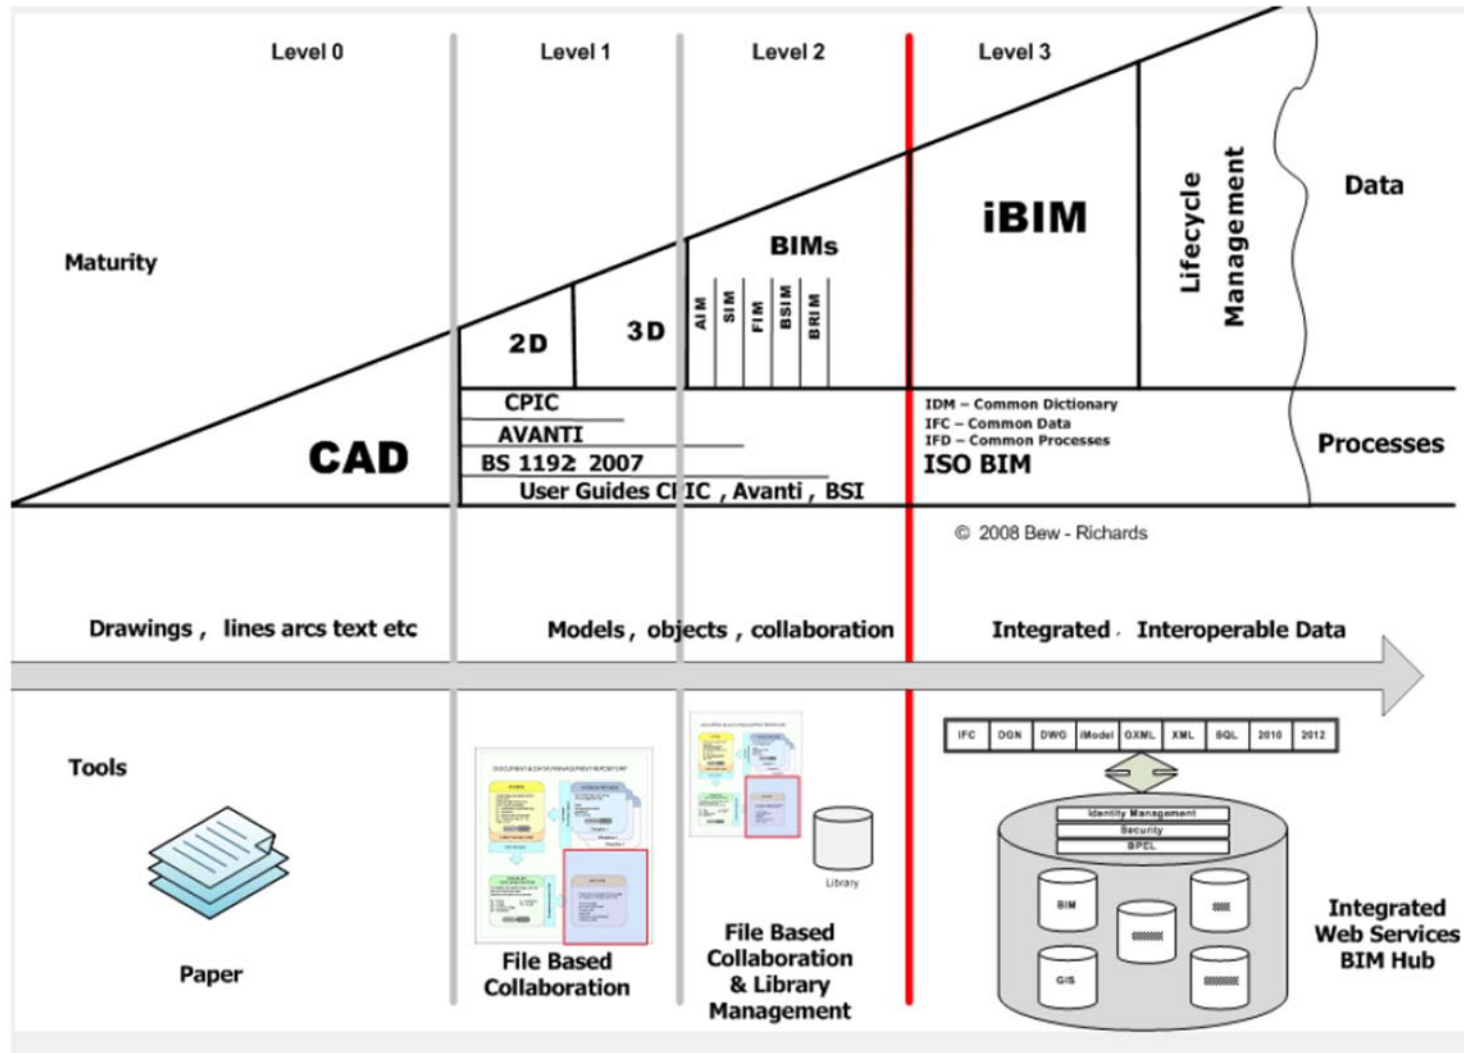 Level 0
Level 1
Level 2
Level 3
Maturity
2D
3D
BIMs
AIM
SIM
FIM
BSIM
BRIM
iBIM
Lifecycle
Management
Data
CAD
CPIC
AVANTI
BS 1192: 2007
User Guides CPIC , Avanti , BSI
IDM – Common Dictionary
IFC – Common Data
IFD – Common Processes
ISO BIM
Processes
© 2008 Bew - Richards
Drawings , lines arcs text etc
Models , objects , collaboration
Integrated , Interoperable Data
Tools
Paper
DOCUMENT & DATA MANAGEMENT REPOSITORY
File Based
Collaboration
Library
File Based
Collaboration
& Library
Management
IFC DGN DWG iModel GXML XML SQL 2010 2012
Identity Management
Security
BPEL
BIM
GIS
Integrated
Web Services
BIM Hub